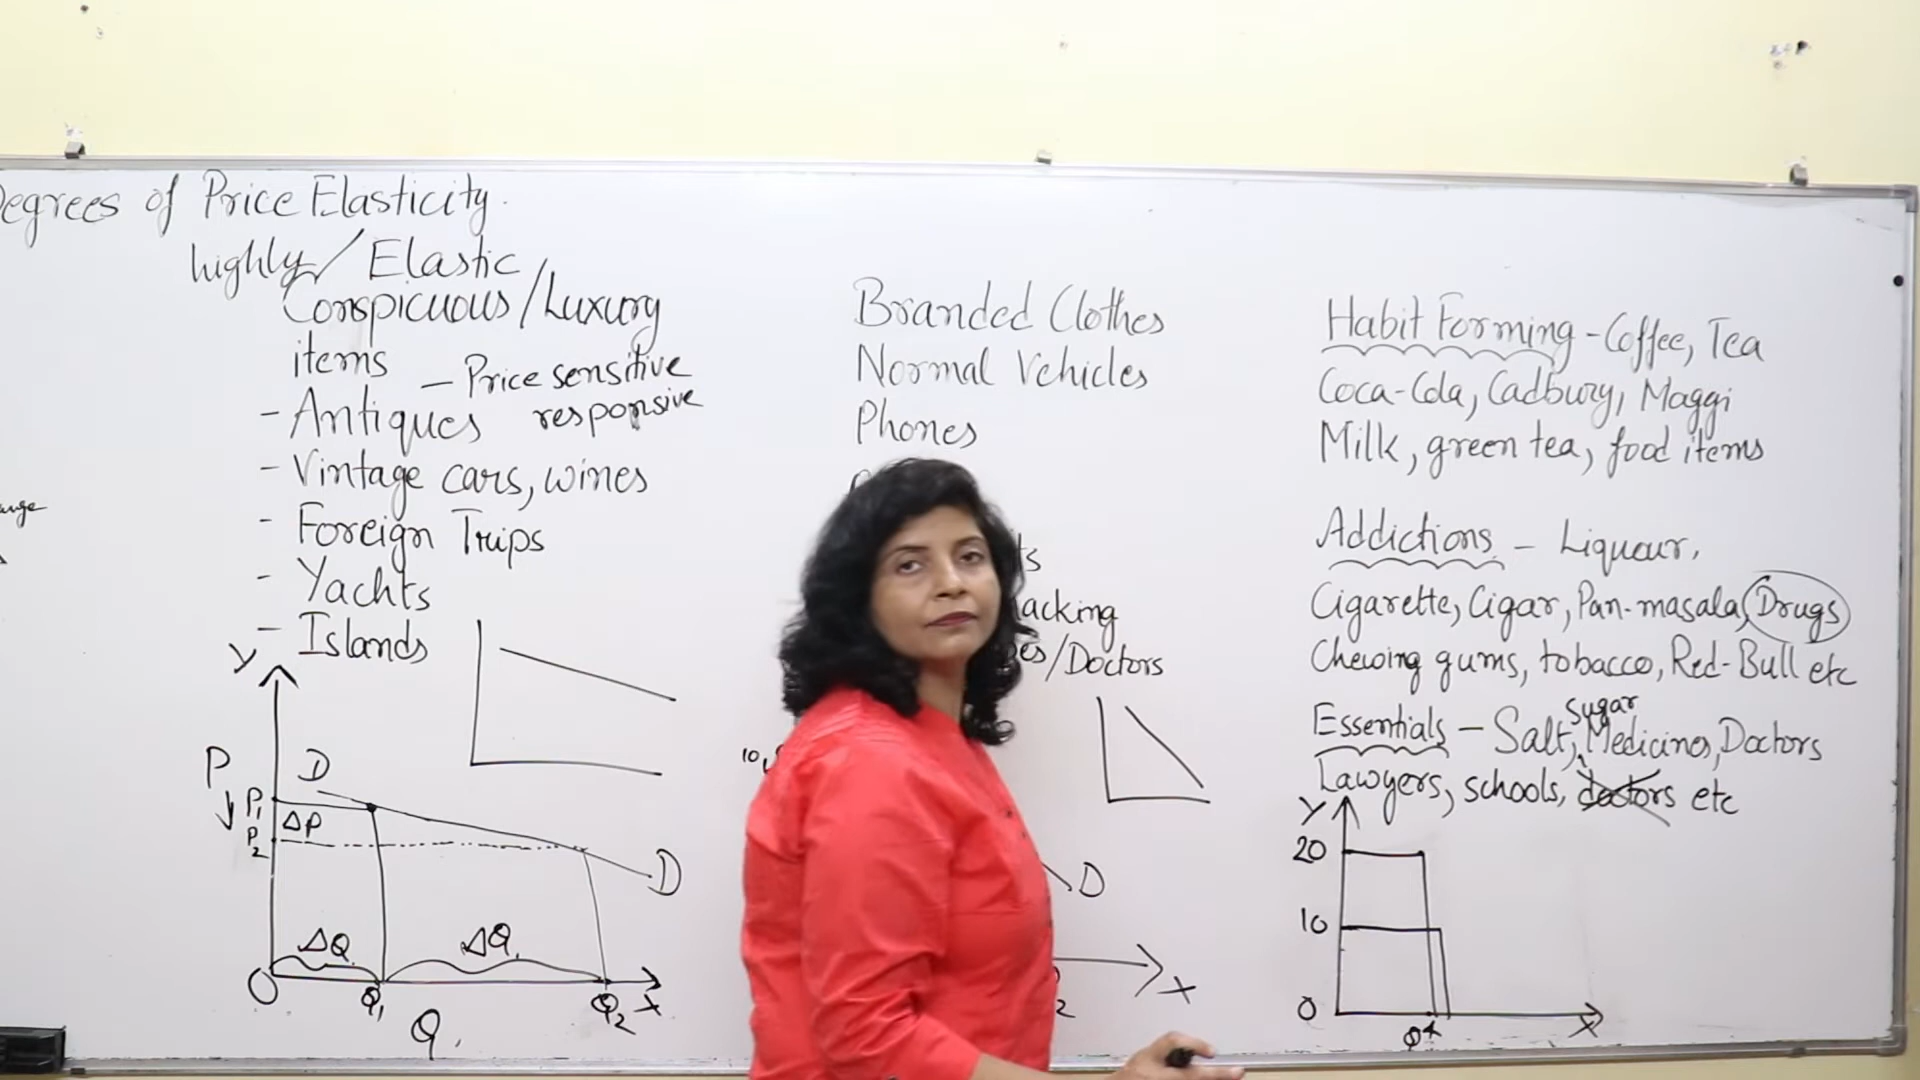 Degrees of Price Elasticity.
highly/Elastic
Conspicuous/Luxury
items
- Price sensitive
responsive
- Antiques
- Vintage cars, wines
- Foreign Trips
- Yachts
- Islands
Y
P
D
P1
ΔP
P2
D
ΔQ
ΔQ
O
Q1
Q2
X
Q.
Branded Clothes
Normal Vehicles
Phones
/Doctors
10,
D
X
2
Habit Forming - Coffee, Tea
Coca-Cola, Cadbury, Maggi
Milk, green tea, food items
Addictions - Liqueur,
Cigarette, Cigar, Pan-masala, Drugs
Chewing gums, tobacco, Red-Bull etc
sugar
Essentials - Salt, Medicines, Doctors
Lawyers, schools, doctors etc
Y
20
10
0
X